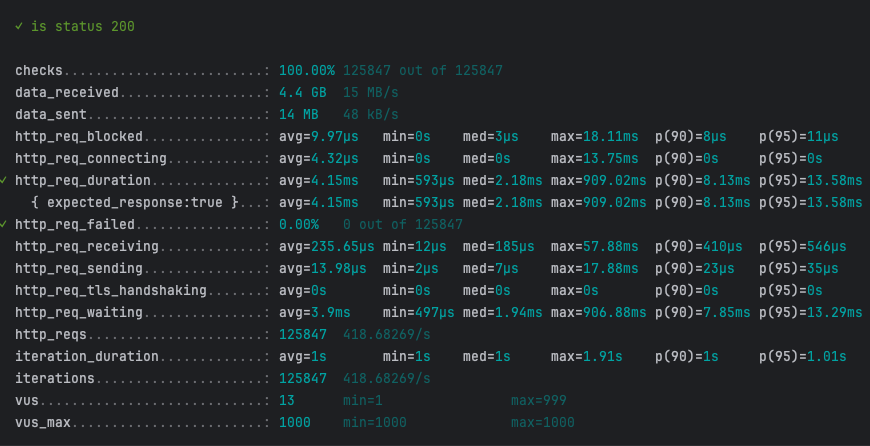 ✓ is status 200
checks.........................: 100.00% 125847 out of 125847
data_received..................: 4.4 GB 15 MB/s
data_sent......................: 14 MB 48 kB/s
http_req_blocked...............: avg=9.97µs min=0s med=3µs max=18.11ms p(90)=8µs p(95)=11µs
http_req_connecting............: avg=4.32µs min=0s med=0s max=13.75ms p(90)=0s p(95)=0s
✓ http_req_duration..............: avg=4.15ms min=593µs med=2.18ms max=909.02ms p(90)=8.13ms p(95)=13.58ms
{ expected_response:true }...: avg=4.15ms min=593µs med=2.18ms max=909.02ms p(90)=8.13ms p(95)=13.58ms
✓ http_req_failed................: 0.00% 0 out of 125847
http_req_receiving.............: avg=235.65µs min=12µs med=185µs max=57.88ms p(90)=410µs p(95)=546µs
http_req_sending...............: avg=13.98µs min=2µs med=7µs max=17.88ms p(90)=23µs p(95)=35µs
http_req_tls_handshaking.......: avg=0s min=0s med=0s max=0s p(90)=0s p(95)=0s
http_req_waiting...............: avg=3.9ms min=497µs med=1.94ms max=906.88ms p(90)=7.85ms p(95)=13.29ms
http_reqs......................: 125847 418.68269/s
iteration_duration.............: avg=1s min=1s med=1s max=1.91s p(90)=1s p(95)=1.01s
iterations.....................: 125847 418.68269/s
vus............................: 13 min=1 max=999
vus_max........................: 1000 min=1000 max=1000